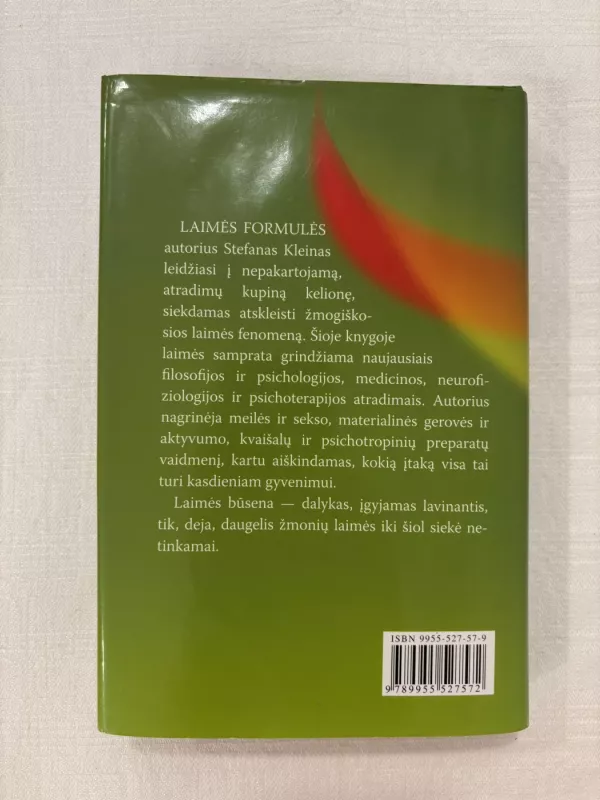 LAIMĖS FORMULĖS
autorius Stefanas Kleinas
leidžiasi į nepakartojamą,
atradimų kupiną kelionę,
siekdamas atskleisti žmogiško-
sios laimės fenomeną. Šioje knygoje
laimės samprata grindžiama naujausiais
filosofijos ir psichologijos, medicinos, neurofi-
ziologijos ir psichoterapijos atradimais. Autorius
nagrinėja meilės ir sekso, materialinės gerovės ir
aktyvumo, kvaišalų ir psichotropinių preparatų
vaidmenį, kartu aiškindamas, kokią įtaką visa tai
turi kasdieniam gyvenimui.
Laimės būsena — dalykas, įgyjamas lavinantis,
tik, deja, daugelis žmonių laimės iki šiol siekė ne-
tinkamai.
ISBN 9955-527-57-9
9 789955 527572